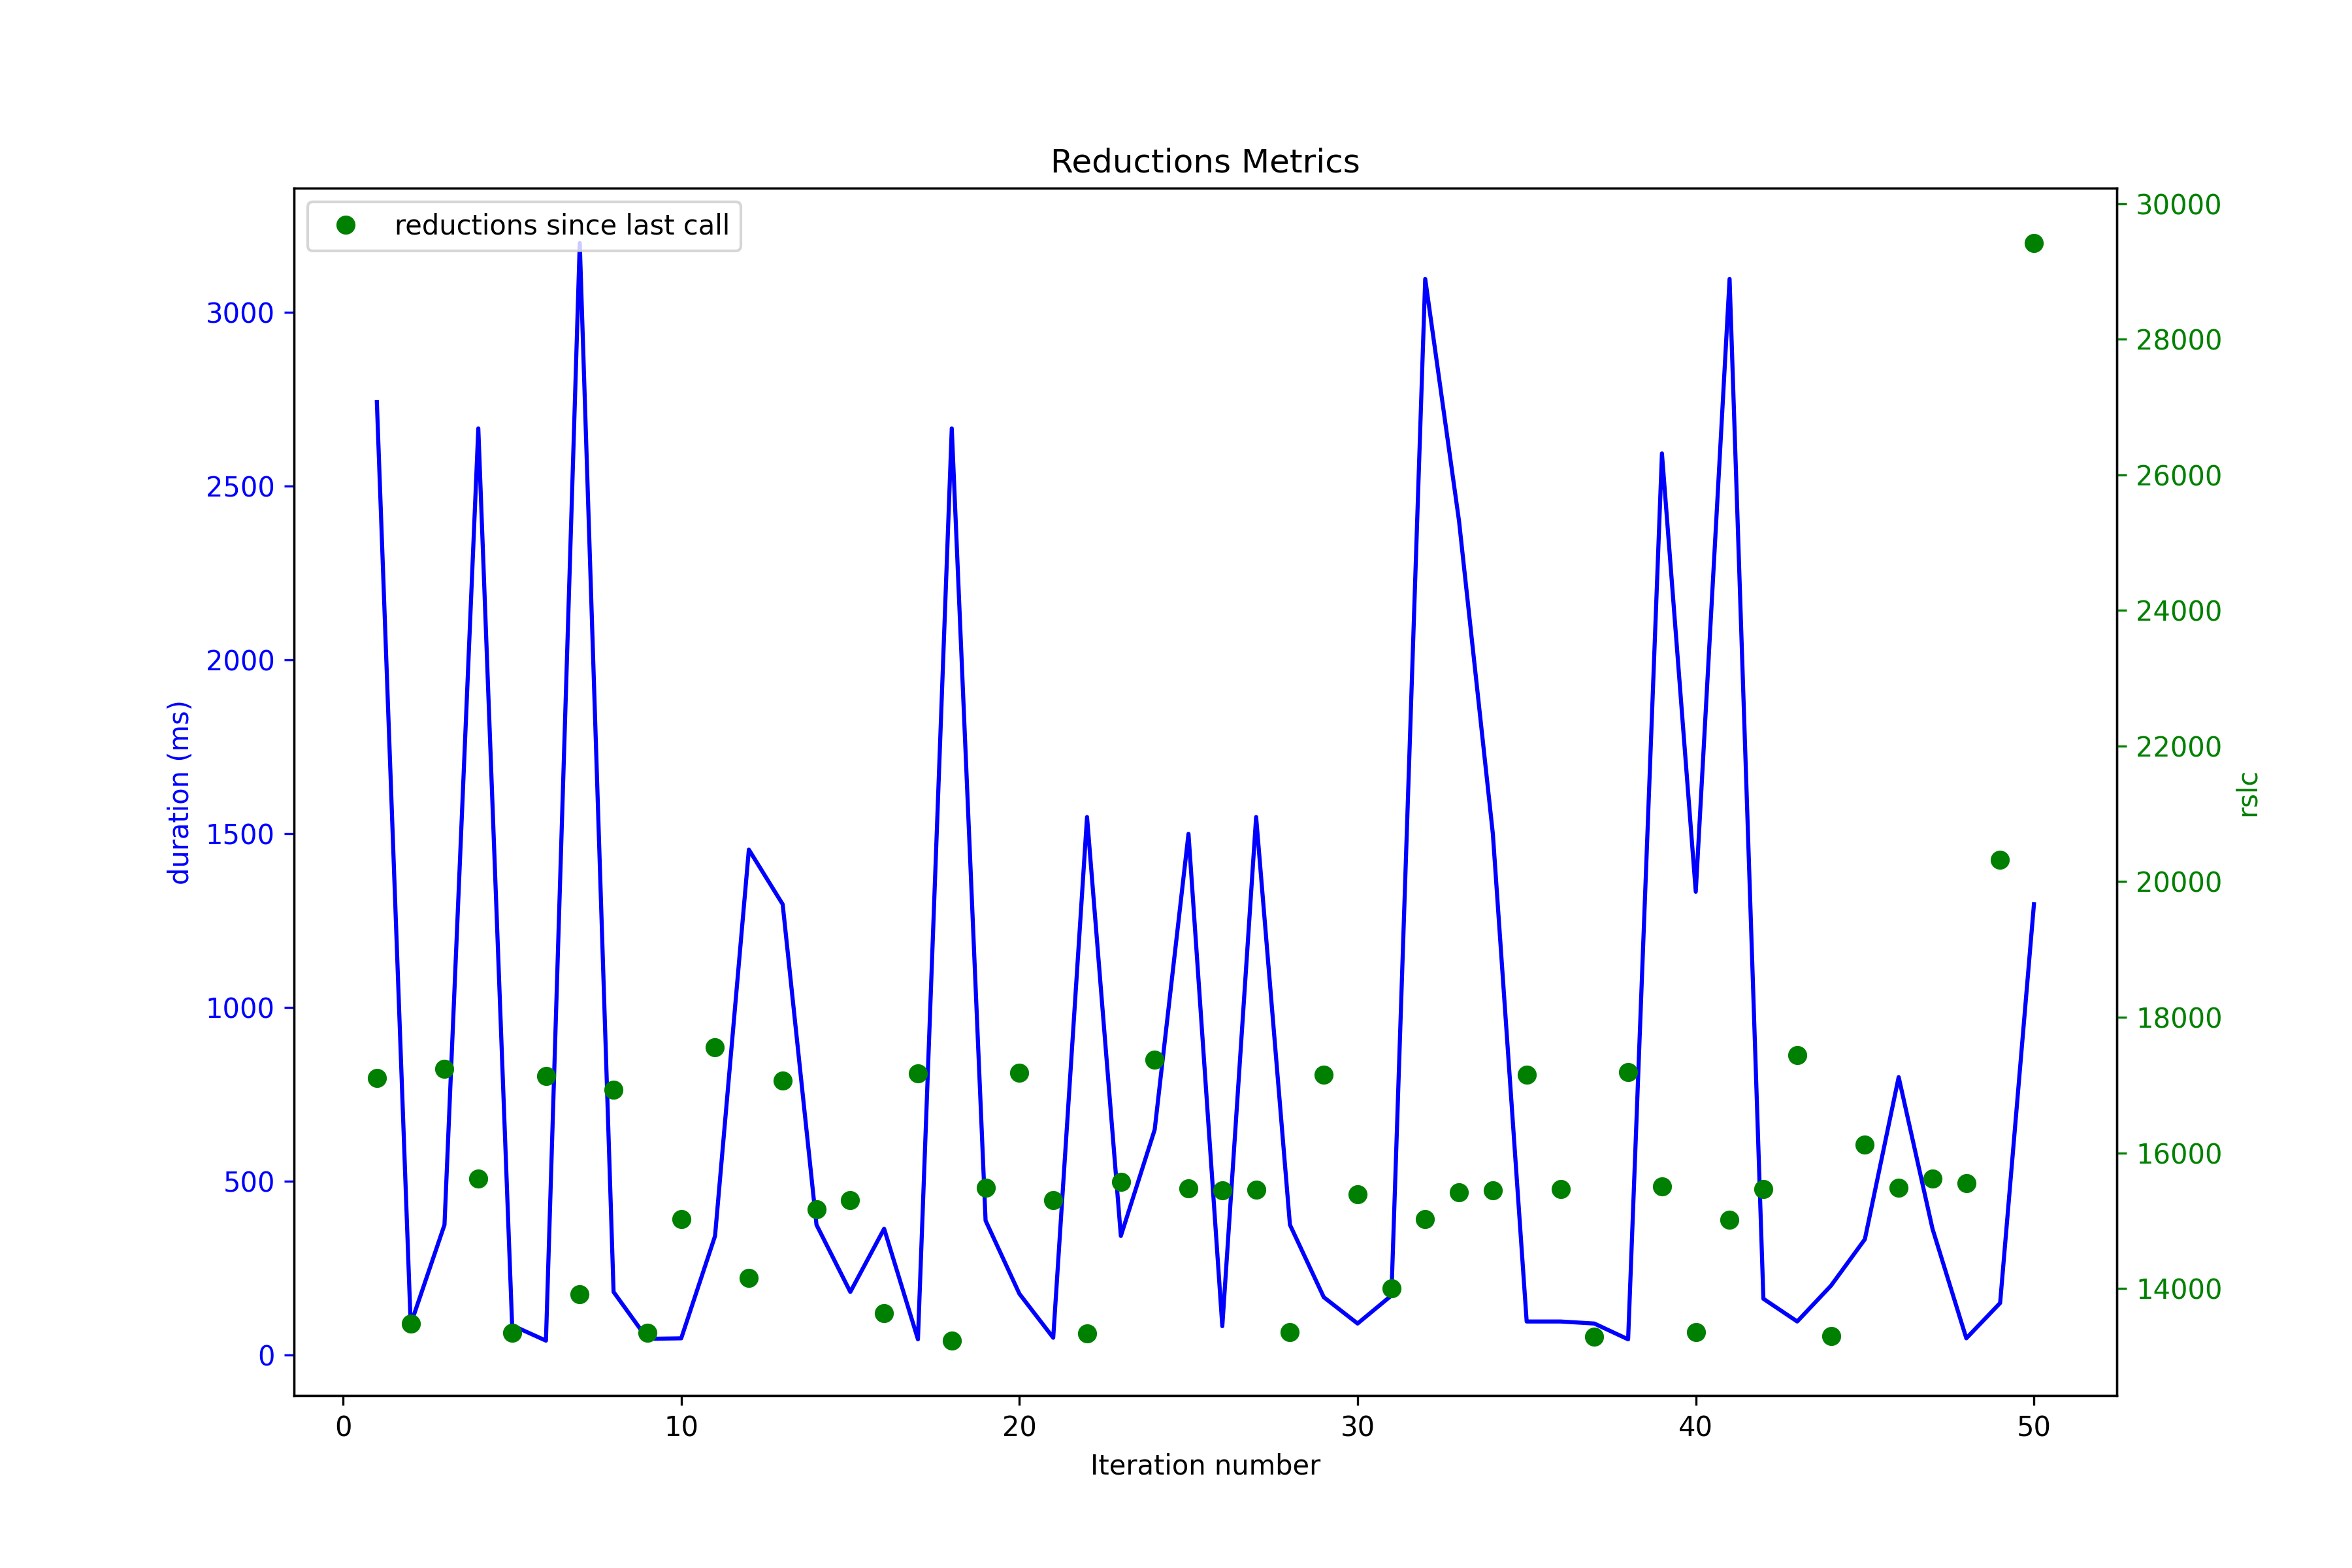 Reductions Metrics
reductions since last call
3000
2500
2000
1500
1000
500
0
duration (ms)
30000
28000
26000
24000
22000
20000
18000
16000
14000
rslc
0 10 20 30 40 50
Iteration number